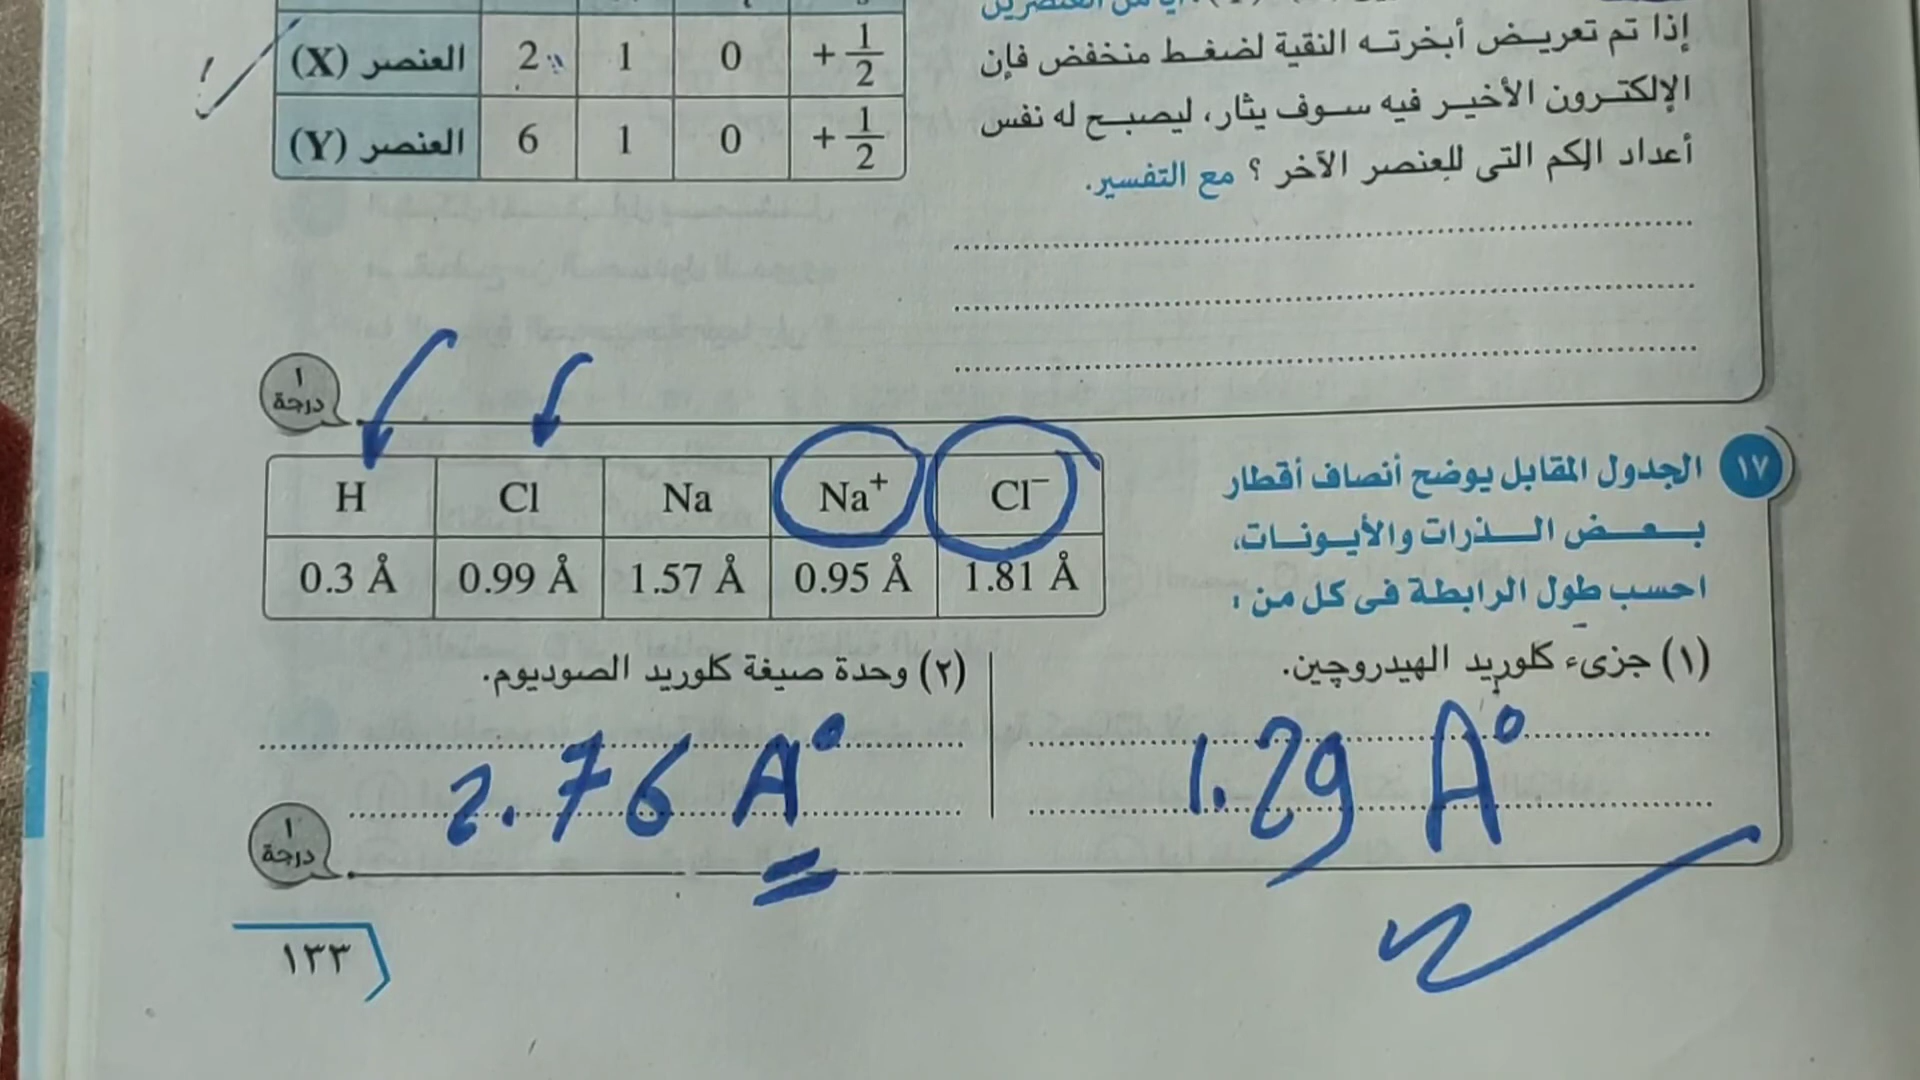 إذا تم تعريض أبخرته النقية لضغط منخفض فإن
الإلكترون الأخير فيه سوف يثار، ليصبح له نفس
أعداد الكم التى للعنصر الآخر ؟ مع التفسير.
العنصر (X) 2 1 0 +1/2
العنصر (Y) 6 1 0 +1/2
١ درجة
١٧ الجدول المقابل يوضح أنصاف أقطار
بعض الذرات والأيونات،
احسب طول الرابطة فى كل من :
H Cl Na Na⁺ Cl⁻
0.3 Å 0.99 Å 1.57 Å 0.95 Å 1.81 Å
(١) جزىء كلوريد الهيدروچين.
1.29 A°
(٢) وحدة صيغة كلوريد الصوديوم.
2.76 A°
١ درجة
١٣٣